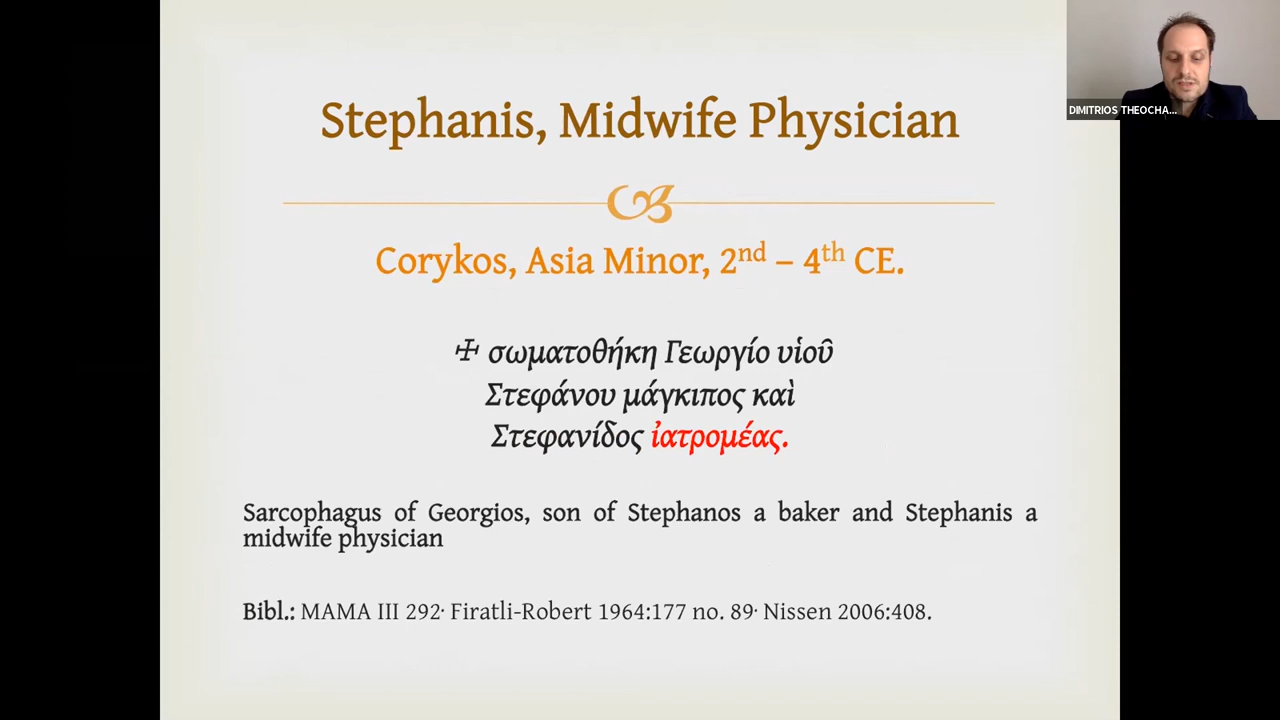 Stephanis, Midwife Physician
Corykos, Asia Minor, 2nd – 4th CE.
☩ σωματοθήκη Γεωργίο υἱοῦ
Στεφάνου μάγκιπος καὶ
Στεφανίδος ἰατρομέας.
Sarcophagus of Georgios, son of Stephanos a baker and Stephanis a
midwife physician
Bibl.: MAMA III 292· Firatli-Robert 1964:177 no. 89· Nissen 2006:408.
DIMITRIOS THEOCHA...